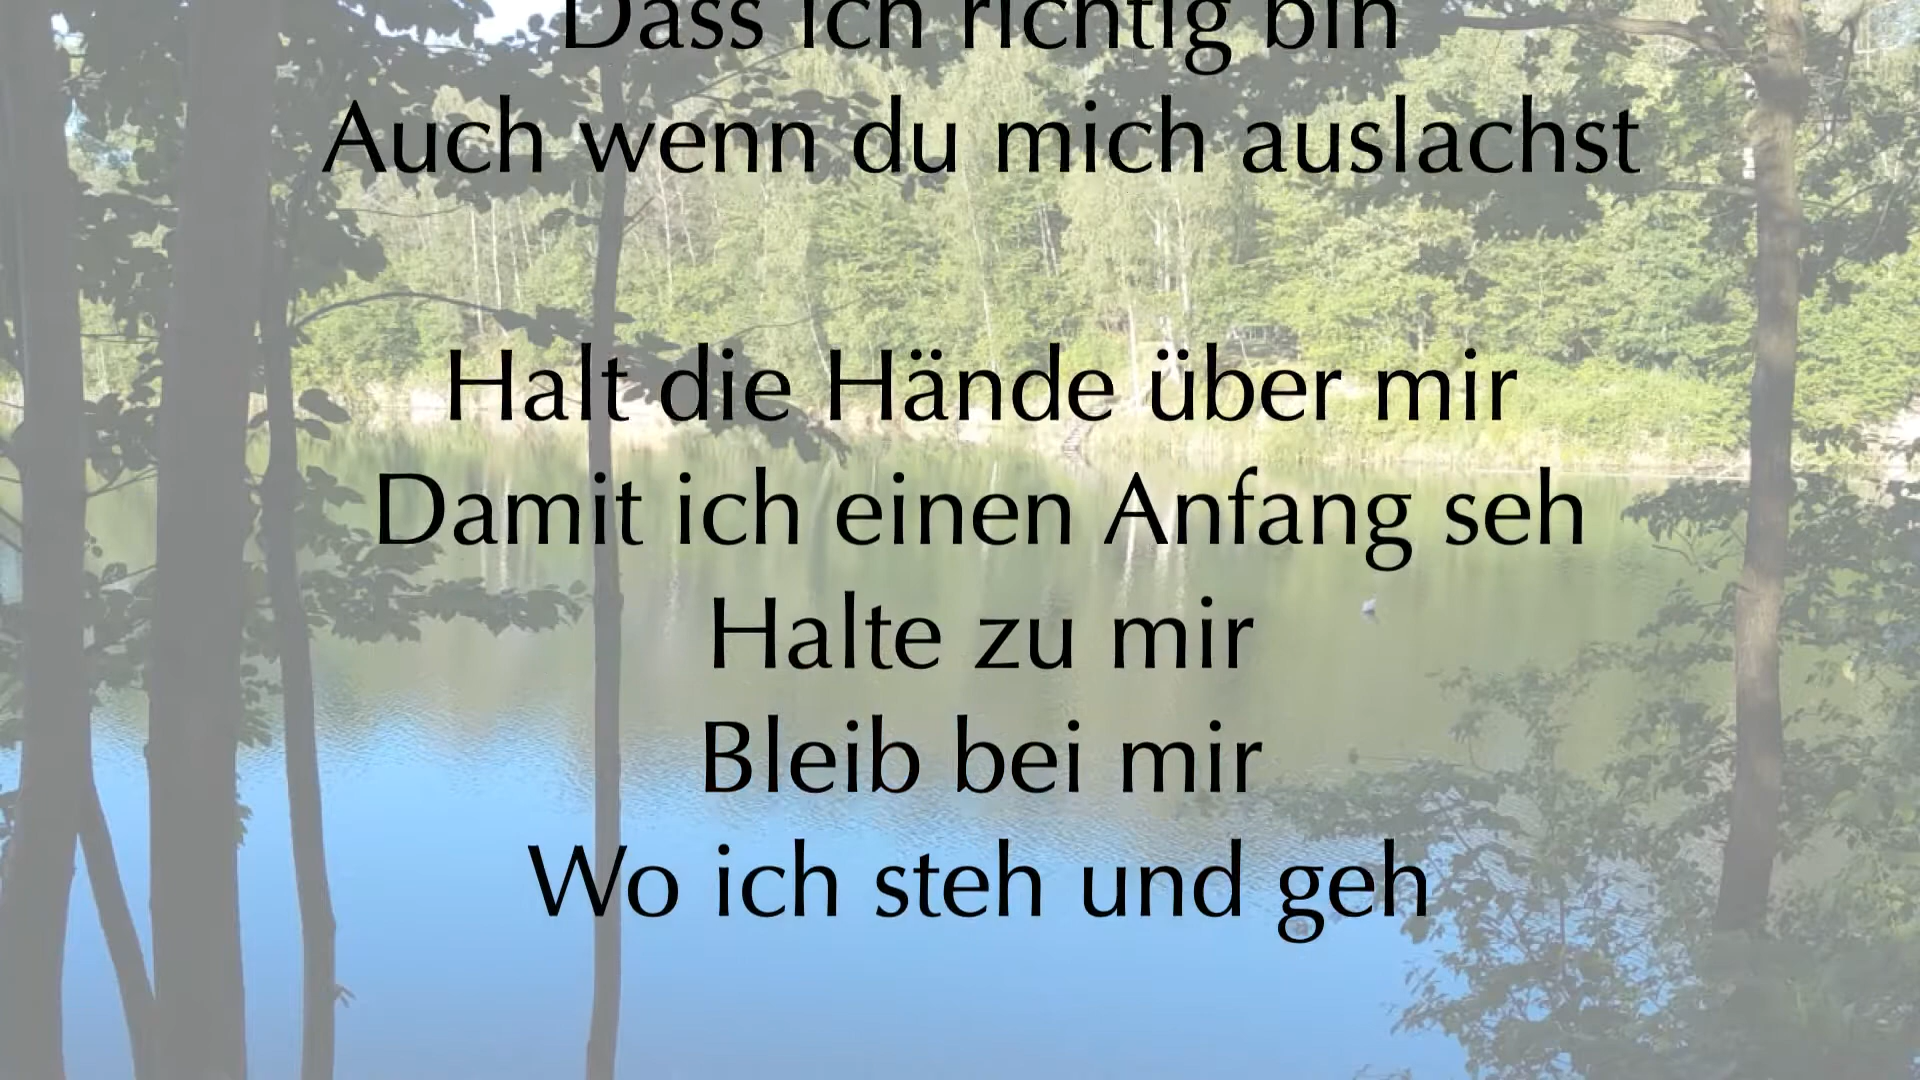 Dass ich richtig bin
Auch wenn du mich auslachst
Halt die Hände über mir
Damit ich einen Anfang seh
Halte zu mir
Bleib bei mir
Wo ich steh und geh